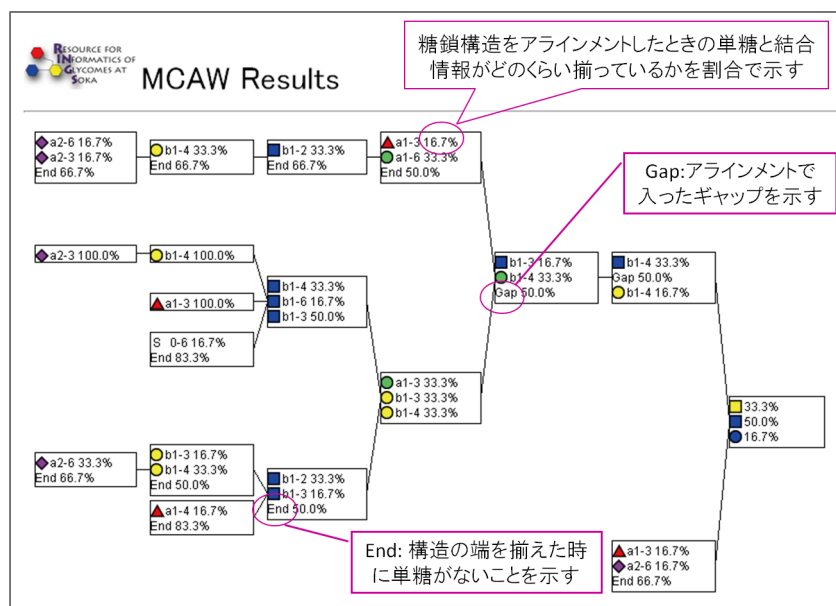 RESOURCE FOR
INFORMATICS OF
GLYCOMES AT
SOKA
MCAW Results
糖鎖構造をアラインメントしたときの単糖と結合
情報がどのくらい揃っているかを割合で示す
a2-6 16.7%
a2-3 16.7%
End 66.7%
b1-4 33.3%
End 66.7%
b1-2 33.3%
End 66.7%
a1-3 16.7%
a1-6 33.3%
End 50.0%
Gap:アラインメントで
入ったギャップを示す
a2-3 100.0%
b1-4 100.0%
a1-3 100.0%
S 0-6 16.7%
End 83.3%
b1-4 33.3%
b1-6 16.7%
b1-3 50.0%
b1-3 16.7%
b1-4 33.3%
Gap 50.0%
b1-4 33.3%
Gap 50.0%
b1-4 16.7%
a1-3 33.3%
b1-3 33.3%
b1-4 33.3%
33.3%
50.0%
16.7%
a2-6 33.3%
End 66.7%
b1-3 16.7%
b1-4 33.3%
End 50.0%
a1-4 16.7%
End 83.3%
b1-2 33.3%
b1-3 16.7%
End 50.0%
End: 構造の端を揃えた時
に単糖がないことを示す
a1-3 16.7%
a2-6 16.7%
End 66.7%